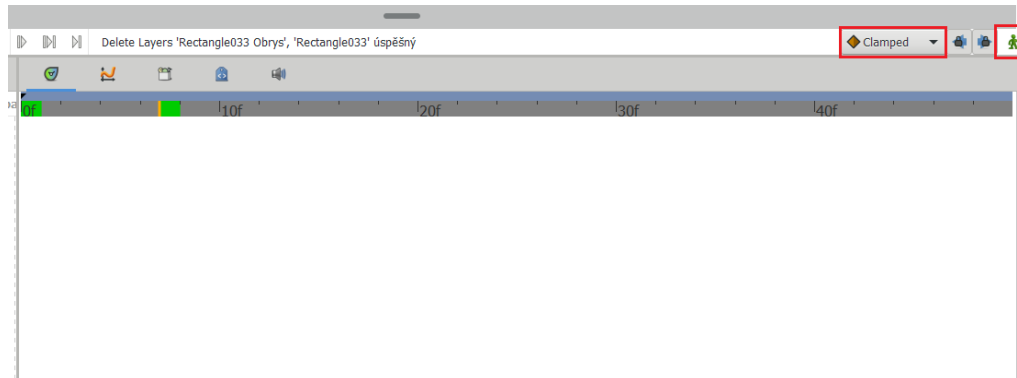 Delete Layers 'Rectangle033 Obrys', 'Rectangle033' úspěšný
Clamped
0f 10f 20f 30f 40f